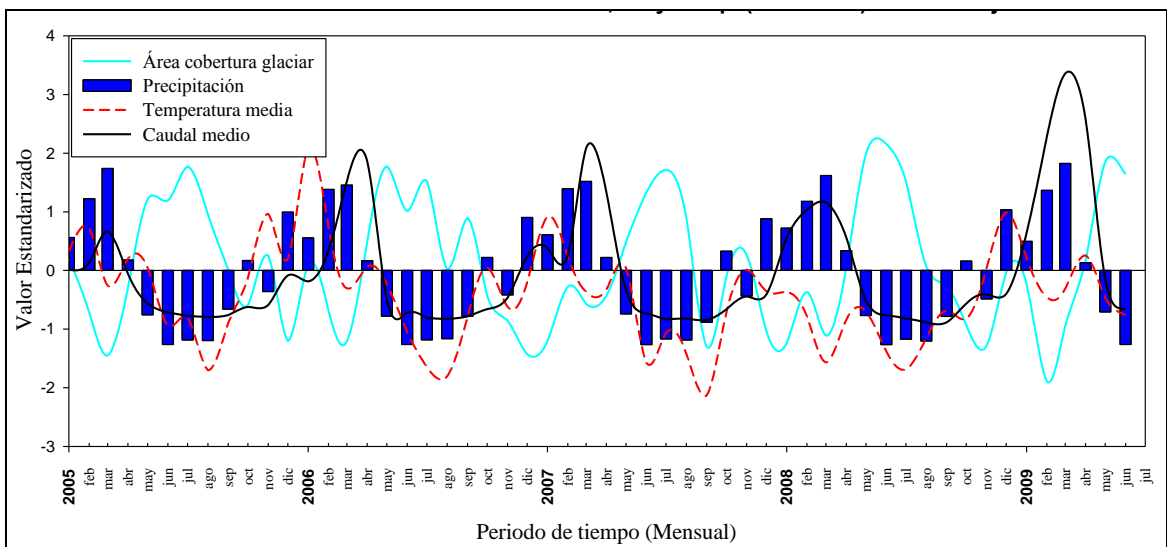 4
3
2
1
0
-1
-2
-3
Valor Estandarizado
Área cobertura glaciar
Precipitación
Temperatura media
Caudal medio
2005 feb mar abr may jun jul ago sep oct nov dic 2006 feb mar abr may jun jul ago sep oct nov dic 2007 feb mar abr may jun jul ago sep oct nov dic 2008 feb mar abr may jun jul ago sep oct nov dic 2009 feb mar abr may jun jul
Periodo de tiempo (Mensual)